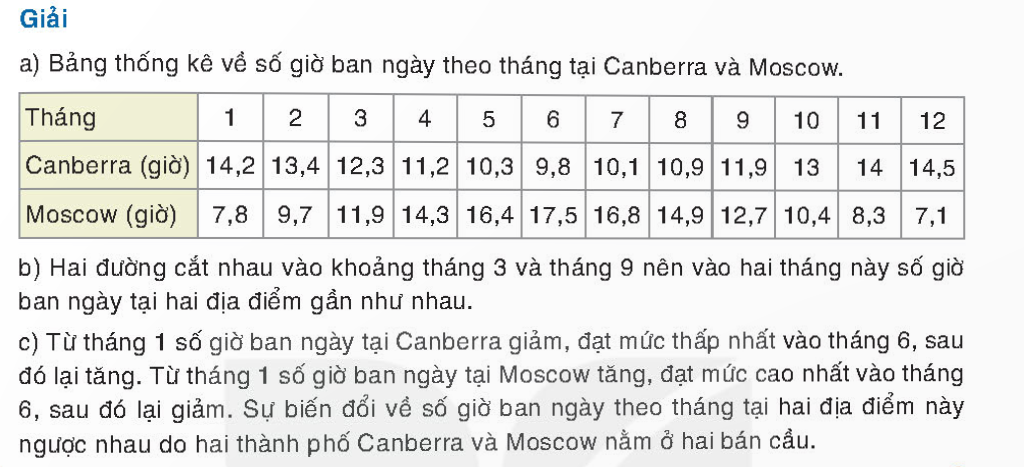 Giải
a) Bảng thống kê về số giờ ban ngày theo tháng tại Canberra và Moscow.
Tháng 1 2 3 4 5 6 7 8 9 10 11 12
Canberra (giờ) 14,2 13,4 12,3 11,2 10,3 9,8 10,1 10,9 11,9 13 14 14,5
Moscow (giờ) 7,8 9,7 11,9 14,3 16,4 17,5 16,8 14,9 12,7 10,4 8,3 7,1
b) Hai đường cắt nhau vào khoảng tháng 3 và tháng 9 nên vào hai tháng này số giờ
ban ngày tại hai địa điểm gần như nhau.
c) Từ tháng 1 số giờ ban ngày tại Canberra giảm, đạt mức thấp nhất vào tháng 6, sau
đó lại tăng. Từ tháng 1 số giờ ban ngày tại Moscow tăng, đạt mức cao nhất vào tháng
6, sau đó lại giảm. Sự biến đổi về số giờ ban ngày theo tháng tại hai địa điểm này
ngược nhau do hai thành phố Canberra và Moscow nằm ở hai bán cầu.